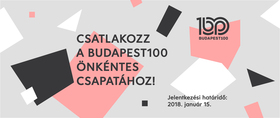 100
BUDAPEST100
CSATLAKOZZ
A BUDAPEST100
ÖNKÉNTES
CSAPATÁHOZ!
Jelentkezési határidő:
2018. január 15.